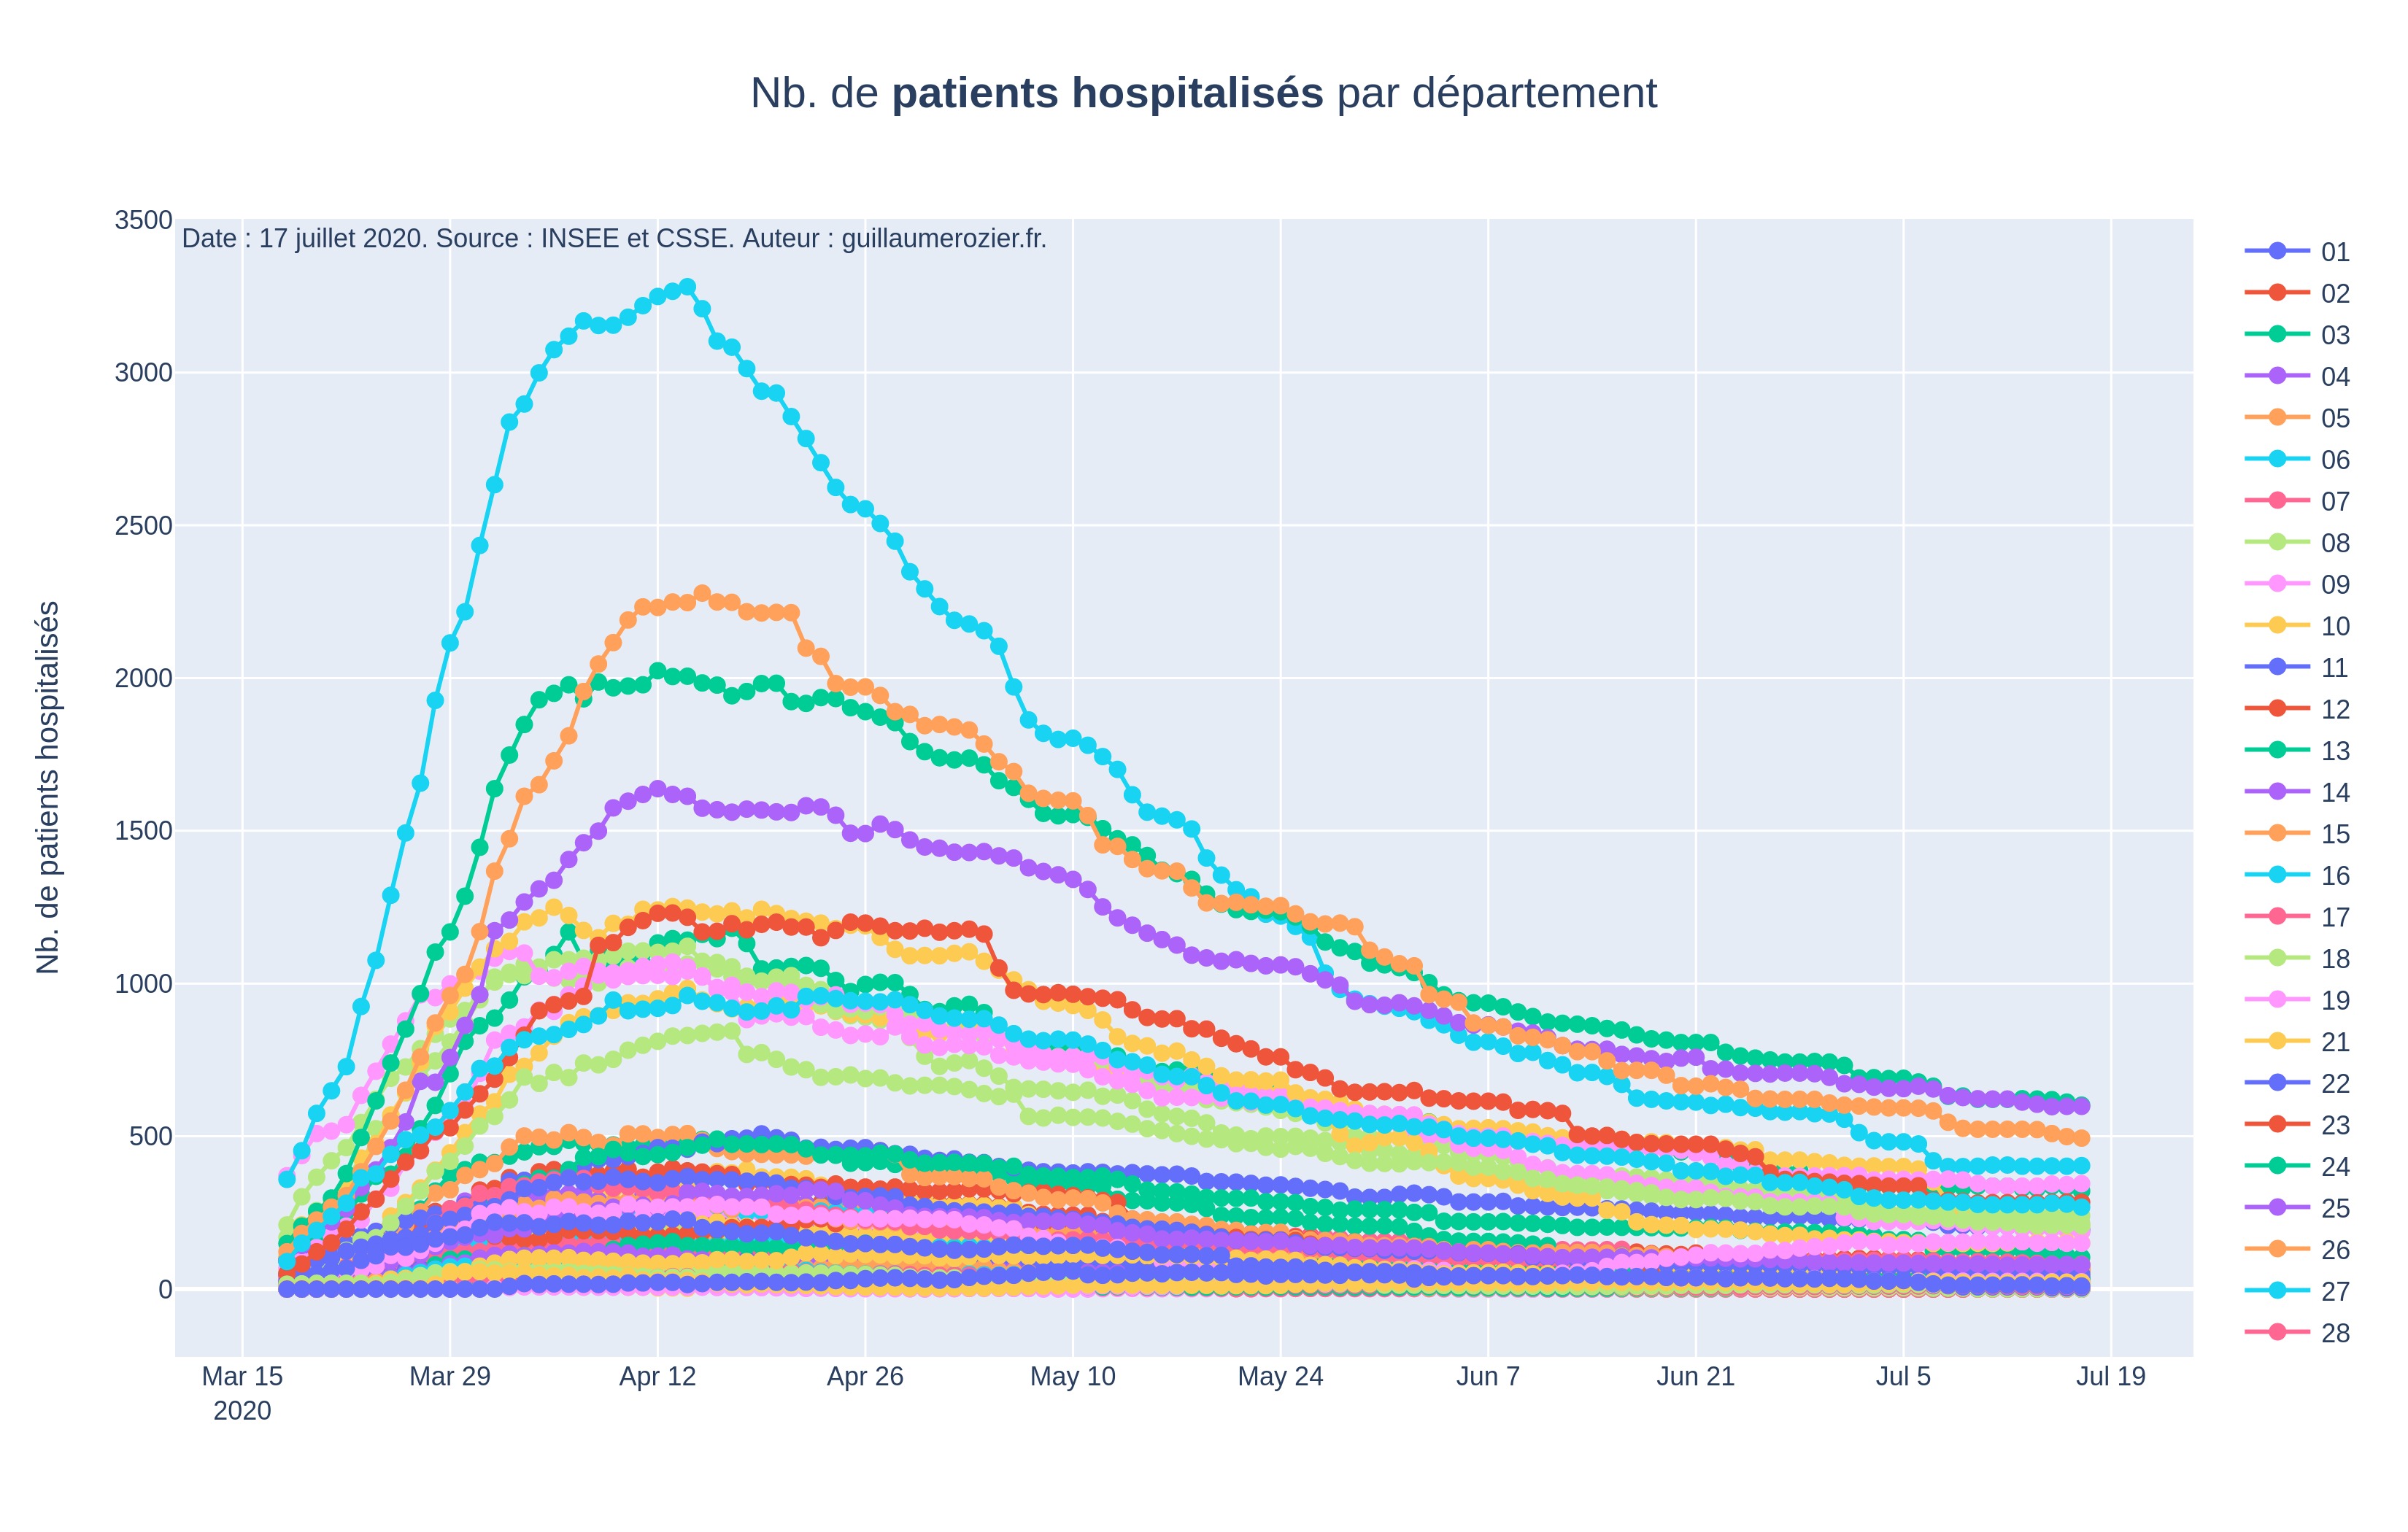 Nb. de patients hospitalisés par département
Date : 17 juillet 2020. Source : INSEE et CSSE. Auteur : guillaumerozier.fr.
Nb. de patients hospitalisés
3500
3000
2500
2000
1500
1000
500
0
Mar 15
2020
Mar 29
Apr 12
Apr 26
May 10
May 24
Jun 7
Jun 21
Jul 5
Jul 19
01
02
03
04
05
06
07
08
09
10
11
12
13
14
15
16
17
18
19
21
22
23
24
25
26
27
28